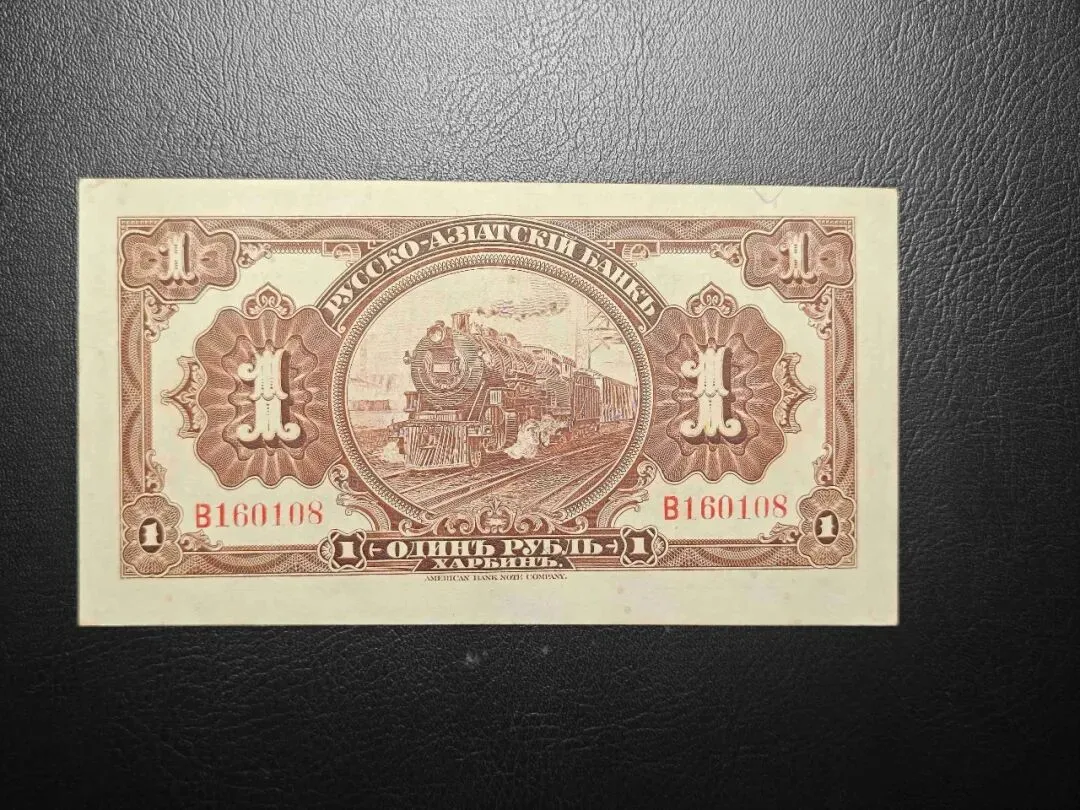 1 1
РУССКО-АЗІАТСКІЙ БАНКЪ
1 1
B160108 B160108
1 1
1 ОДИНЪ РУБЛЬ 1
ХАРБИНЪ.
AMERICAN BANK NOTE COMPANY.